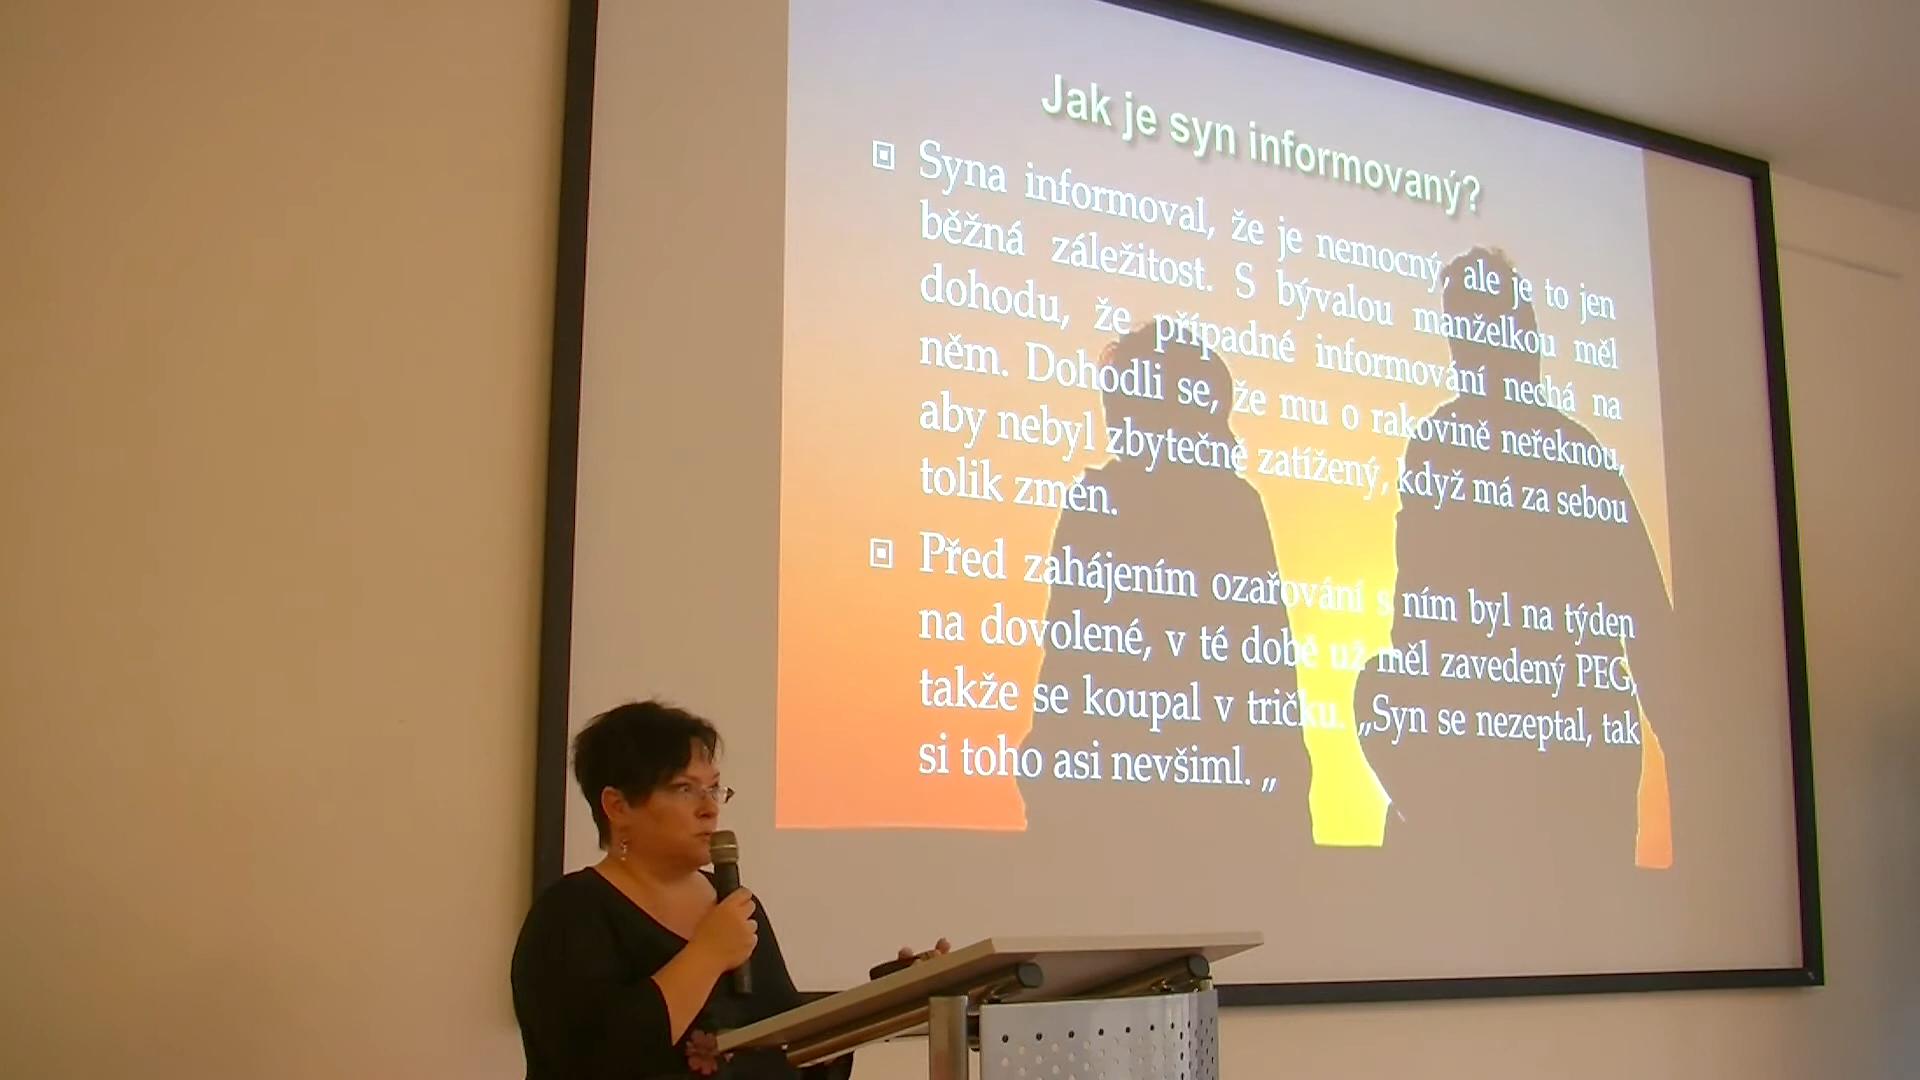 Jak je syn informovaný?
Syna informoval, že je nemocný, ale je to jen
běžná záležitost. S bývalou manželkou měl
dohodu, že případné informování nechá na
něm. Dohodli se, že mu o rakovině neřeknou,
aby nebyl zbytečně zatížený, když má za sebou
tolik změn.
Před zahájením ozařování s ním byl na týden
na dovolené, v té době už měl zavedený PEG,
takže se koupal v tričku. „Syn se nezeptal, tak
si toho asi nevšiml. „